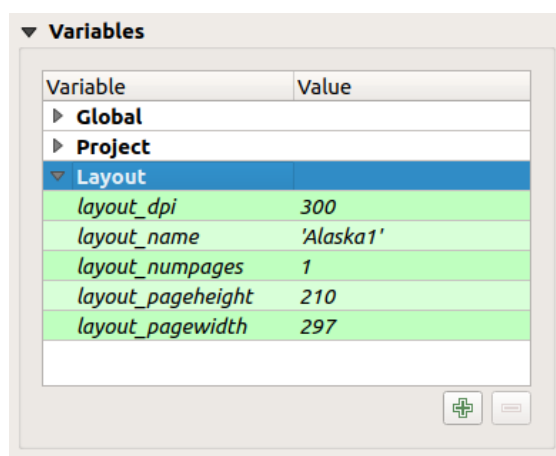 Variables
Variable Value
Global
Project
Layout
layout_dpi 300
layout_name 'Alaska1'
layout_numpages 1
layout_pageheight 210
layout_pagewidth 297